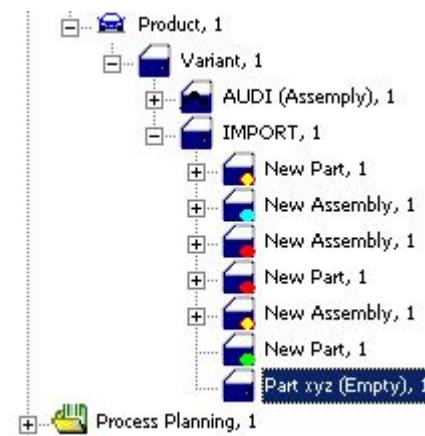 Product, 1
Variant, 1
AUDI (Assemply), 1
IMPORT, 1
New Part, 1
New Assembly, 1
New Assembly, 1
New Part, 1
New Assembly, 1
New Part, 1
Part xyz (Empty), 1
Process Planning, 1